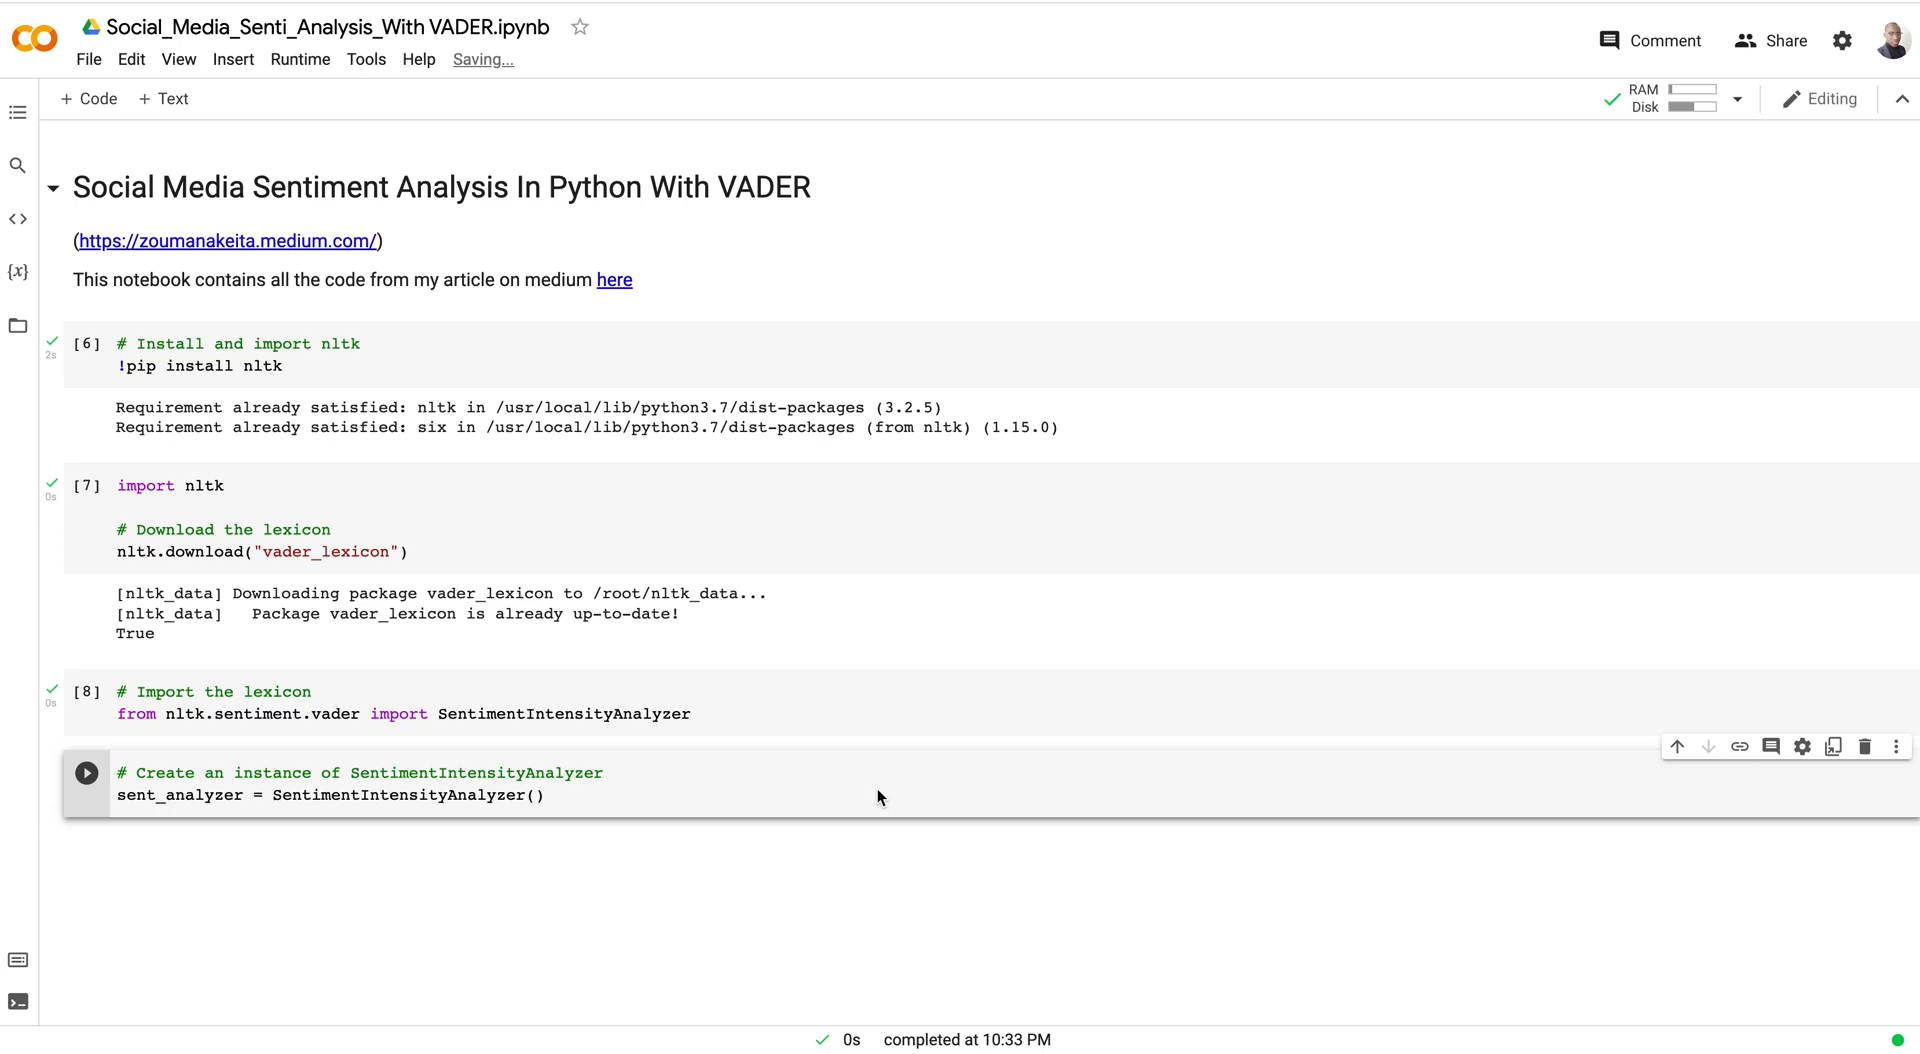 Social_Media_Senti_Analysis_With VADER.ipynb
File Edit View Insert Runtime Tools Help Saving...
Comment Share
+ Code + Text
RAM
Disk
Editing
Social Media Sentiment Analysis In Python With VADER
(https://zoumanakeita.medium.com/)
This notebook contains all the code from my article on medium here
{x}
2s
[6] # Install and import nltk
!pip install nltk
Requirement already satisfied: nltk in /usr/local/lib/python3.7/dist-packages (3.2.5)
Requirement already satisfied: six in /usr/local/lib/python3.7/dist-packages (from nltk) (1.15.0)
0s
[7] import nltk
# Download the lexicon
nltk.download("vader_lexicon")
[nltk_data] Downloading package vader_lexicon to /root/nltk_data...
[nltk_data]   Package vader_lexicon is already up-to-date!
True
0s
[8] # Import the lexicon
from nltk.sentiment.vader import SentimentIntensityAnalyzer
# Create an instance of SentimentIntensityAnalyzer
sent_analyzer = SentimentIntensityAnalyzer()
0s completed at 10:33 PM